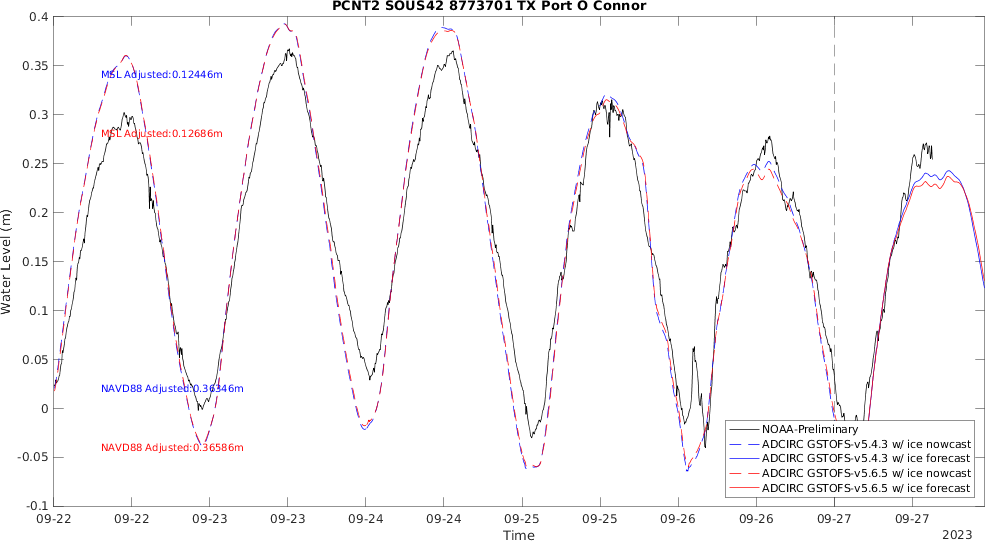 PCNT2 SOUS42 8773701 TX Port O Connor
0.4
0.35
0.3
0.25
0.2
0.15
0.1
0.05
0
-0.05
-0.1
Water Level (m)
MSL Adjusted:0.12446m
MSL Adjusted:0.12686m
NAVD88 Adjusted:0.36346m
NAVD88 Adjusted:0.36586m
NOAA-Preliminary
ADCIRC GSTOFS-v5.4.3 w/ ice nowcast
ADCIRC GSTOFS-v5.4.3 w/ ice forecast
ADCIRC GSTOFS-v5.6.5 w/ ice nowcast
ADCIRC GSTOFS-v5.6.5 w/ ice forecast
09-22 09-22 09-23 09-23 09-24 09-24 09-25 09-25 09-26 09-26 09-27 09-27
Time
2023